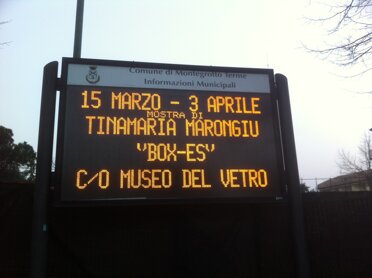 Comune di Montegrotto Terme
Informazioni Municipali
15 MARZO - 3 APRILE
MOSTRA DI
TINAMARIA MARONGIU
"BOX-ES"
C/O MUSEO DEL VETRO